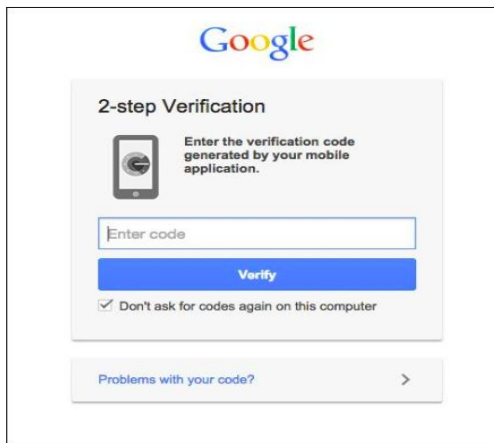 Google
2-step Verification
Enter the verification code
generated by your mobile
application.
Enter code
Verify
Don't ask for codes again on this computer
Problems with your code?